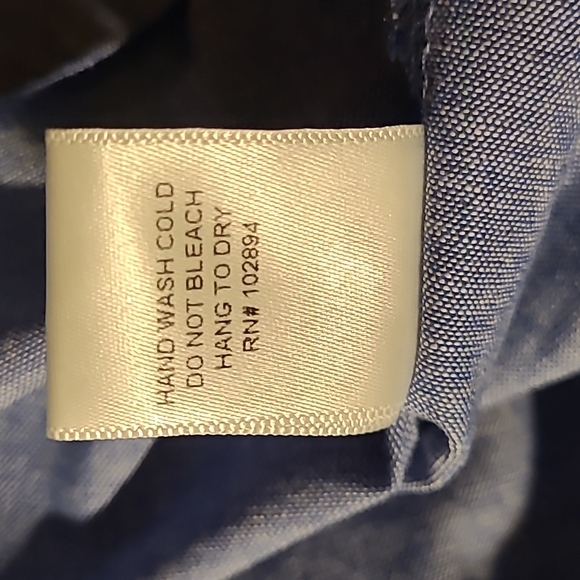 HAND WASH COLD
DO NOT BLEACH
HANG TO DRY
RN# 102894